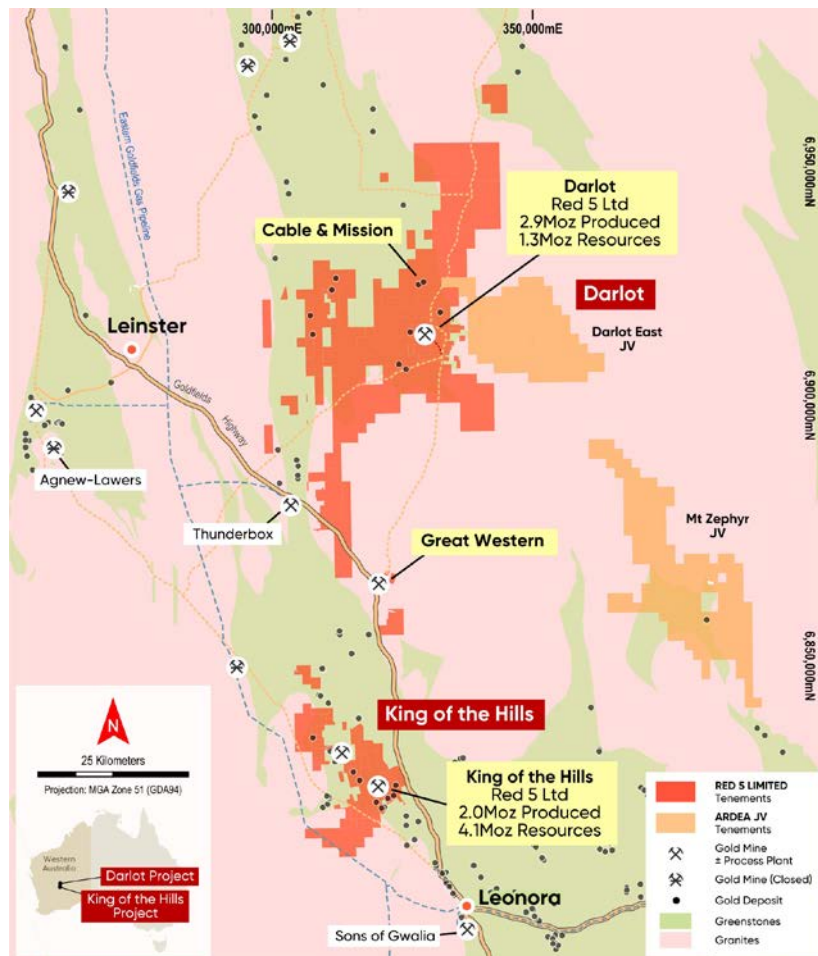 300,000mE
350,000mE
6,950,000mN
6,900,000mN
6,850,000mN
Eastern Goldfields Gas Pipeline
Darlot
Red 5 Ltd
2.9Moz Produced
1.3Moz Resources
Cable & Mission
Darlot
Darlot East
JV
Leinster
Goldfields
Highway
Agnew-Lawers
Thunderbox
Great Western
Mt Zephyr
JV
King of the Hills
King of the Hills
Red 5 Ltd
2.0Moz Produced
4.1Moz Resources
Leonora
Sons of Gwalia
N
25 Kilometers
Projection: MGA Zone 51 (GDA94)
Western
Australia
Darlot Project
King of the Hills
Project
RED 5 LIMITED
Tenements
ARDEA JV
Tenements
Gold Mine
± Process Plant
Gold Mine (Closed)
Gold Deposit
Greenstones
Granites